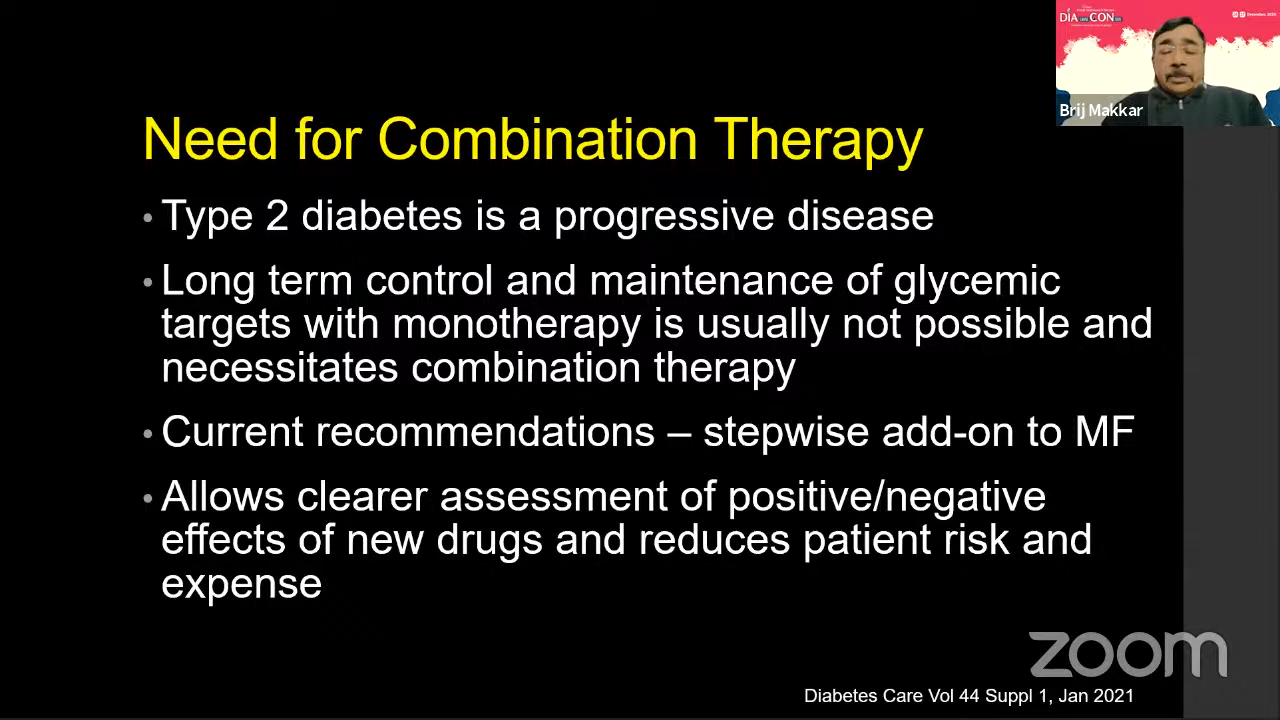 DIA CON
December, 2020
Brij Makkar
Need for Combination Therapy
• Type 2 diabetes is a progressive disease
• Long term control and maintenance of glycemic
targets with monotherapy is usually not possible and
necessitates combination therapy
• Current recommendations – stepwise add-on to MF
• Allows clearer assessment of positive/negative
effects of new drugs and reduces patient risk and
expense
zoom
Diabetes Care Vol 44 Suppl 1, Jan 2021